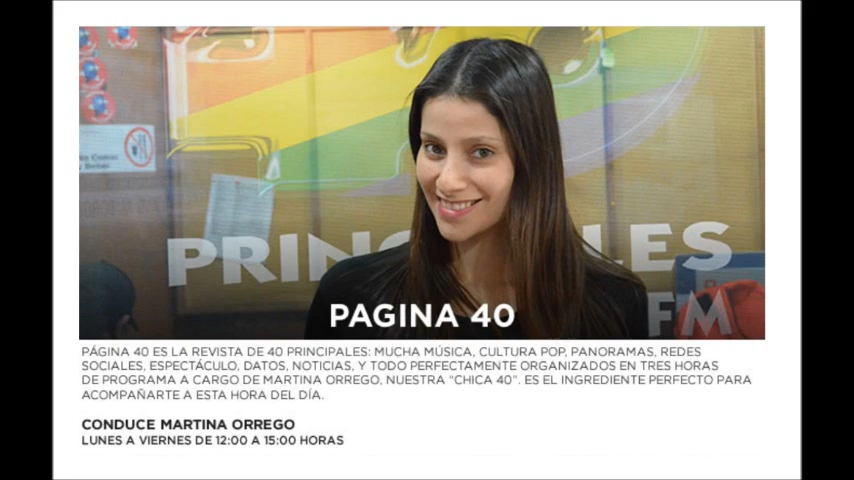 PRINCIPALES
FM
PAGINA 40
PÁGINA 40 ES LA REVISTA DE 40 PRINCIPALES: MUCHA MÚSICA, CULTURA POP, PANORAMAS, REDES
SOCIALES, ESPECTÁCULO, DATOS, NOTICIAS, Y TODO PERFECTAMENTE ORGANIZADOS EN TRES HORAS
DE PROGRAMA A CARGO DE MARTINA ORREGO, NUESTRA "CHICA 40". ES EL INGREDIENTE PERFECTO PARA
ACOMPAÑARTE A ESTA HORA DEL DÍA.
CONDUCE MARTINA ORREGO
LUNES A VIERNES DE 12:00 A 15:00 HORAS